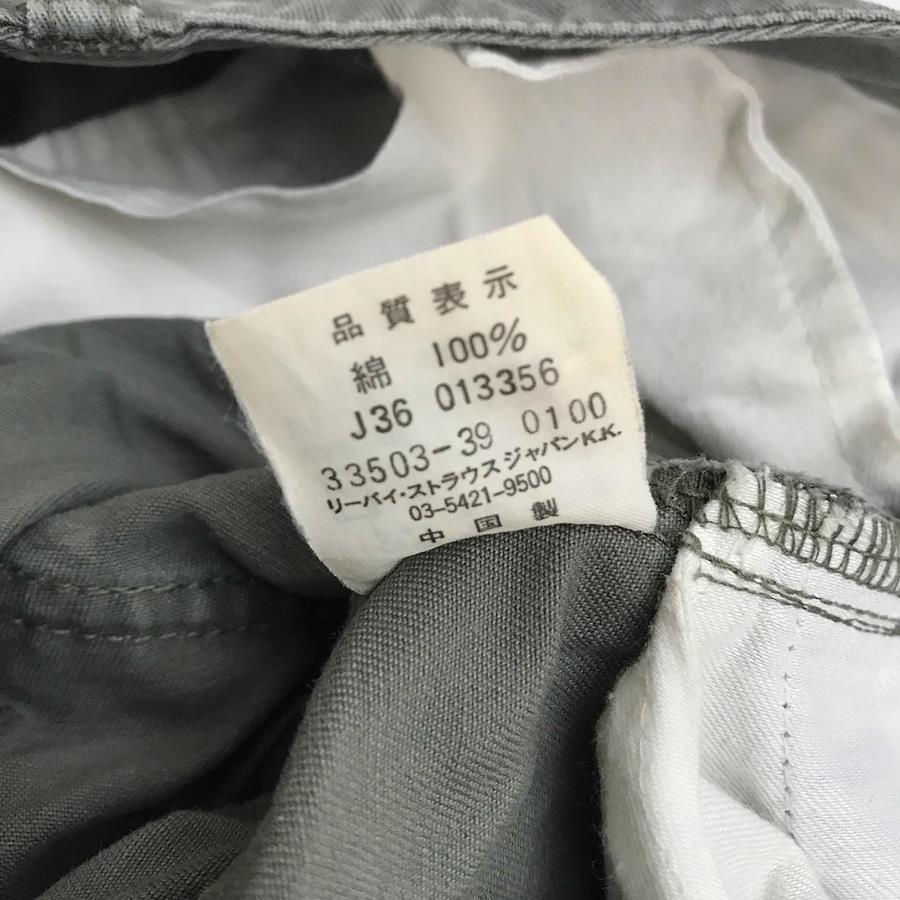 品質表示
綿 100%
J36 013356
33503-39 0100
リーバイ・ストラウス ジャパンK.K.
03-5421-9500
中国製